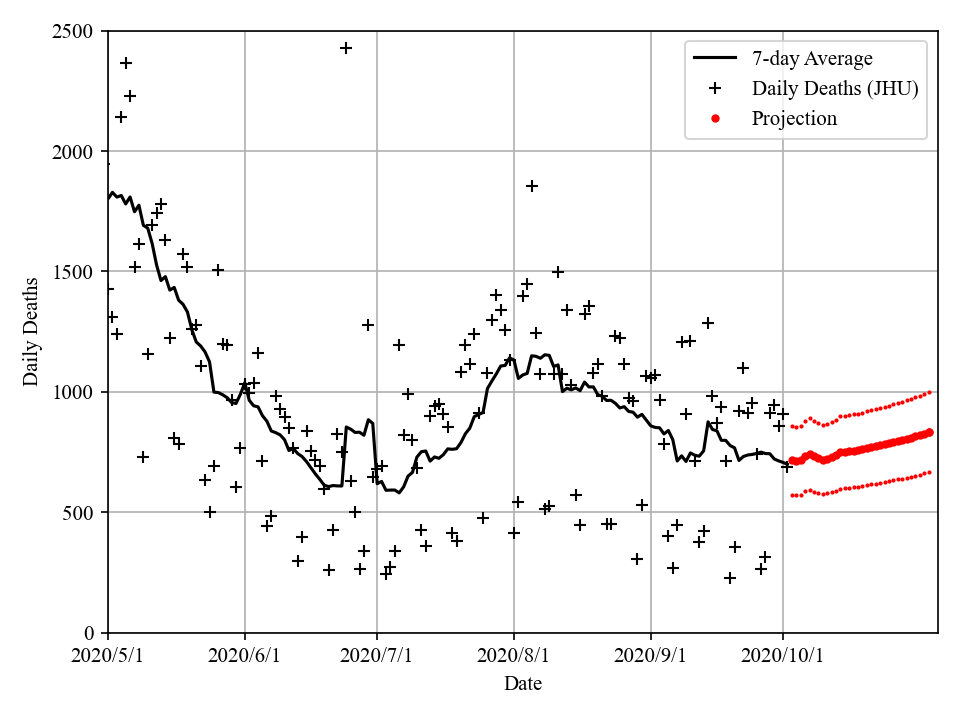 2500
2000
1500
1000
500
0
Daily Deaths
7-day Average
Daily Deaths (JHU)
Projection
2020/5/1 2020/6/1 2020/7/1 2020/8/1 2020/9/1 2020/10/1
Date